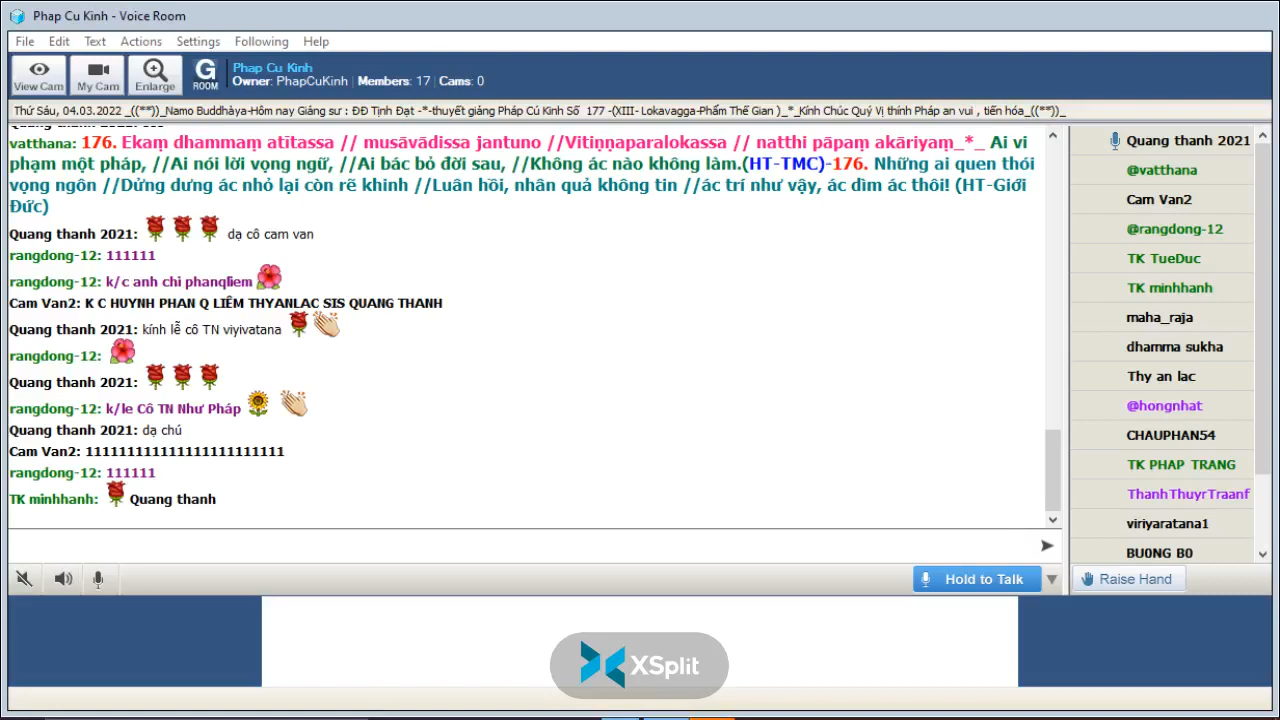 Phap Cu Kinh - Voice Room
File Edit Text Actions Settings Following Help
View Cam My Cam Enlarge G ROOM Phap Cu Kinh
Owner: PhapCuKinh | Members: 17 | Cams: 0
Thứ Sáu, 04.03.2022 _((**))_Namo Buddhàya-Hôm nay Giảng sư : ĐĐ Tịnh Đạt -*-thuyết giảng Pháp Cú Kinh Số 177 -(XIII- Lokavagga-Phẩm Thế Gian )_*_Kính Chúc Quý Vị thính Pháp an vui , tiến hóa_((**))_
vatthana: 176. Ekaṃ dhammaṃ atītassa // musāvādissa jantuno //Vitiṇṇaparalokassa // natthi pāpaṃ akāriyaṃ_*_ Ai vi
phạm một pháp, //Ai nói lời vọng ngữ, //Ai bác bỏ đời sau, //Không ác nào không làm.(HT-TMC)-176. Những ai quen thói
vọng ngôn //Dửng dưng ác nhỏ lại còn rẽ khinh //Luân hồi, nhân quả không tin //ác trí như vậy, ác dìm ác thôi! (HT-Giới
Đức)
Quang thanh 2021: dạ cô cam van
rangdong-12: 111111
rangdong-12: k/c anh chi phanqliem
Cam Van2: K C HUYNH PHAN Q LIÊM THYANLAC SIS QUANG THANH
Quang thanh 2021: kính lễ cô TN viyivatana
rangdong-12:
Quang thanh 2021:
rangdong-12: k/le Cô TN Như Pháp
Quang thanh 2021: dạ chú
Cam Van2: 1111111111111111111111111
rangdong-12: 111111
TK minhhanh: Quang thanh
Quang thanh 2021
@vatthana
Cam Van2
@rangdong-12
TK TueDuc
TK minhhanh
maha_raja
dhamma sukha
Thy an lac
@hongnhat
CHAUPHAN54
TK PHAP TRANG
ThanhThuyrTraanf
viriyaratana1
BU0NG B0
Hold to Talk Raise Hand
XSplit